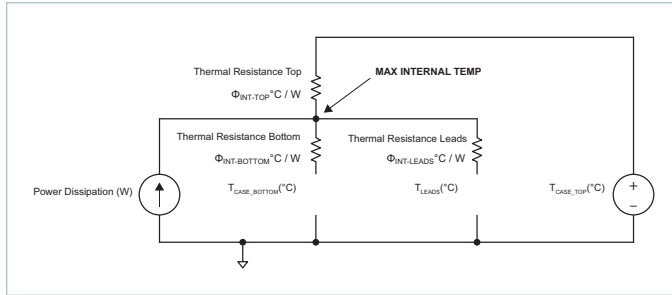 Thermal Resistance Top
MAX INTERNAL TEMP
ΦINT-TOP°C / W
Thermal Resistance Bottom
Thermal Resistance Leads
ΦINT-BOTTOM°C / W
ΦINT-LEADS°C / W
Power Dissipation (W)
TCASE_BOTTOM(°C)
TLEADS(°C)
TCASE_TOP(°C)
+
–